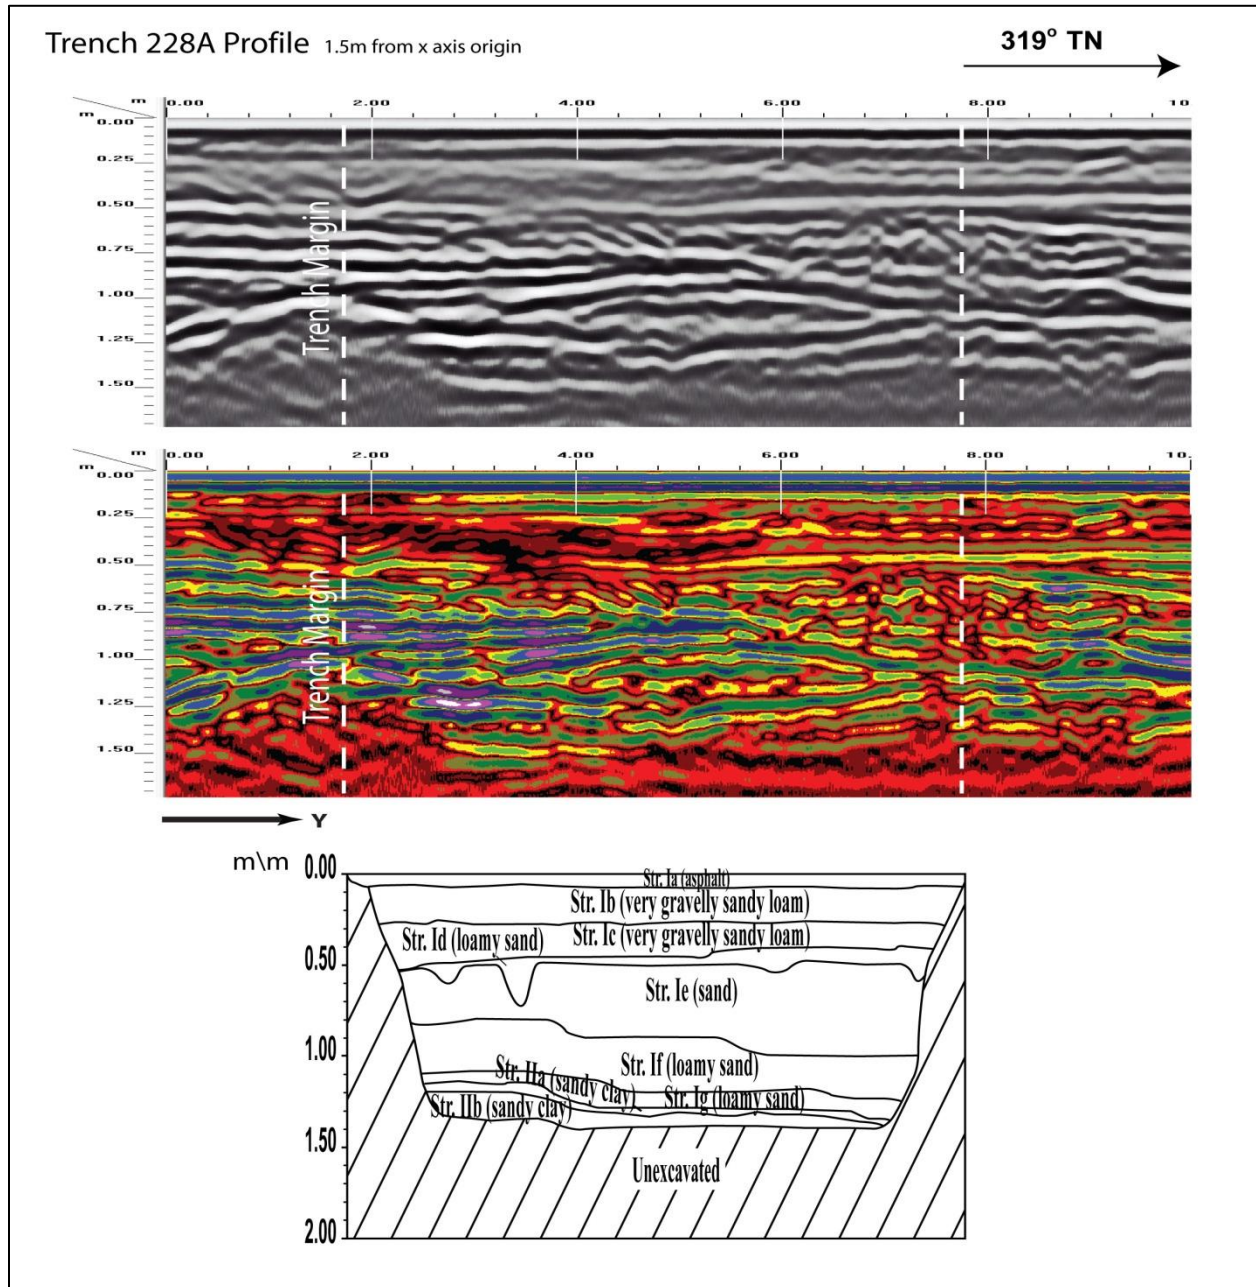 Trench 228A Profile 1.5m from x axis origin
319° TN
m 0.00 2.00 4.00 6.00 8.00 10.
m
0.00
0.25
0.50
0.75
1.00
1.25
1.50
Trench Margin
m 0.00 2.00 4.00 6.00 8.00 10.
m
0.00
0.25
0.50
0.75
1.00
1.25
1.50
Trench Margin
Y
m\m
0.00
0.50
1.00
1.50
2.00
Str. Ia (asphalt)
Str. Ib (very gravelly sandy loam)
Str. Ic (very gravelly sandy loam)
Str. Id (loamy sand)
Str. Ie (sand)
Str. If (loamy sand)
Str. IIa (sandy clay)
Str. Ig (loamy sand)
Str. IIb (sandy clay)
Unexcavated